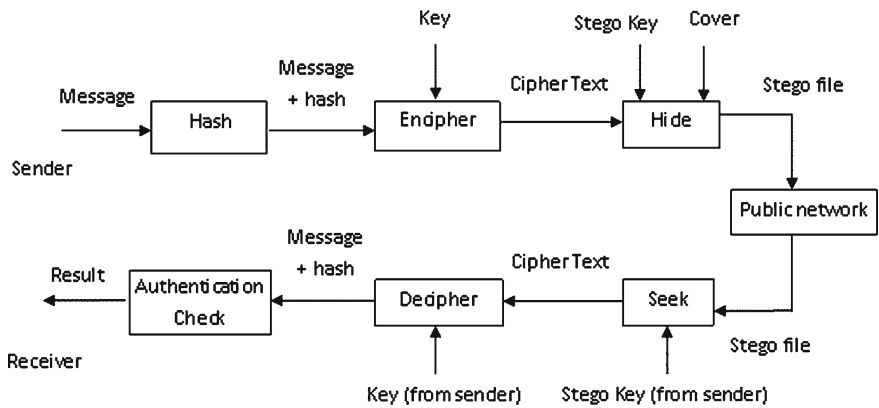 Key
Stego Key
Cover
Message
Message
+ hash
Cipher Text
Stego file
Hash
Encipher
Hide
Sender
Public network
Result
Message
+ hash
Cipher Text
Authentication
Check
Decipher
Seek
Stego file
Receiver
Key (from sender)
Stego Key (from sender)